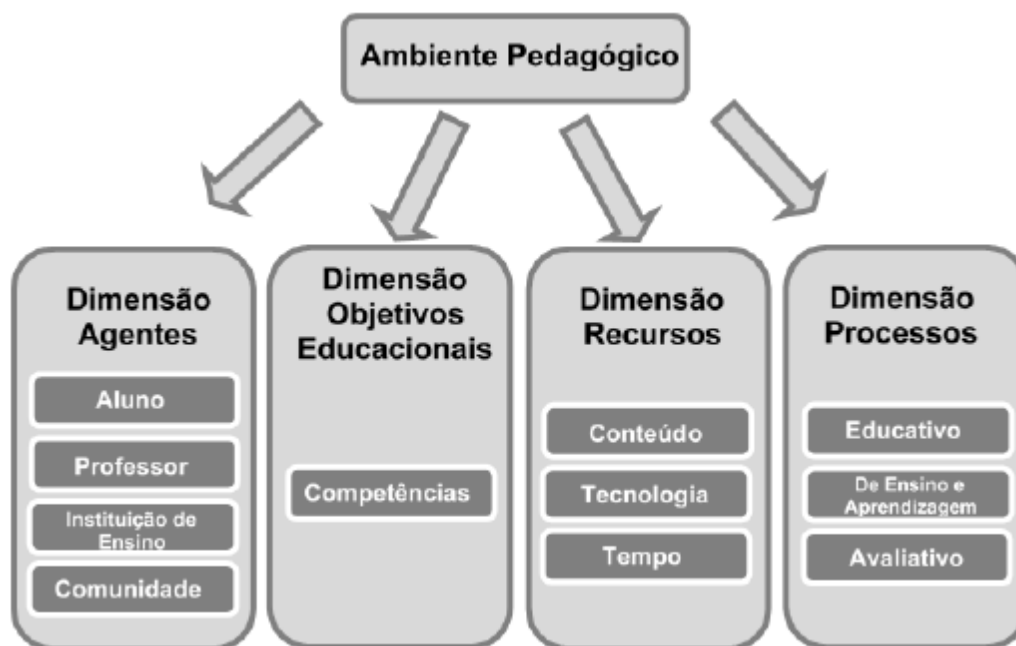 Ambiente Pedagógico
Dimensão
Agentes
Aluno
Professor
Instituição de
Ensino
Comunidade
Dimensão
Objetivos
Educacionais
Competências
Dimensão
Recursos
Conteúdo
Tecnologia
Tempo
Dimensão
Processos
Educativo
De Ensino e
Aprendizagem
Avaliativo